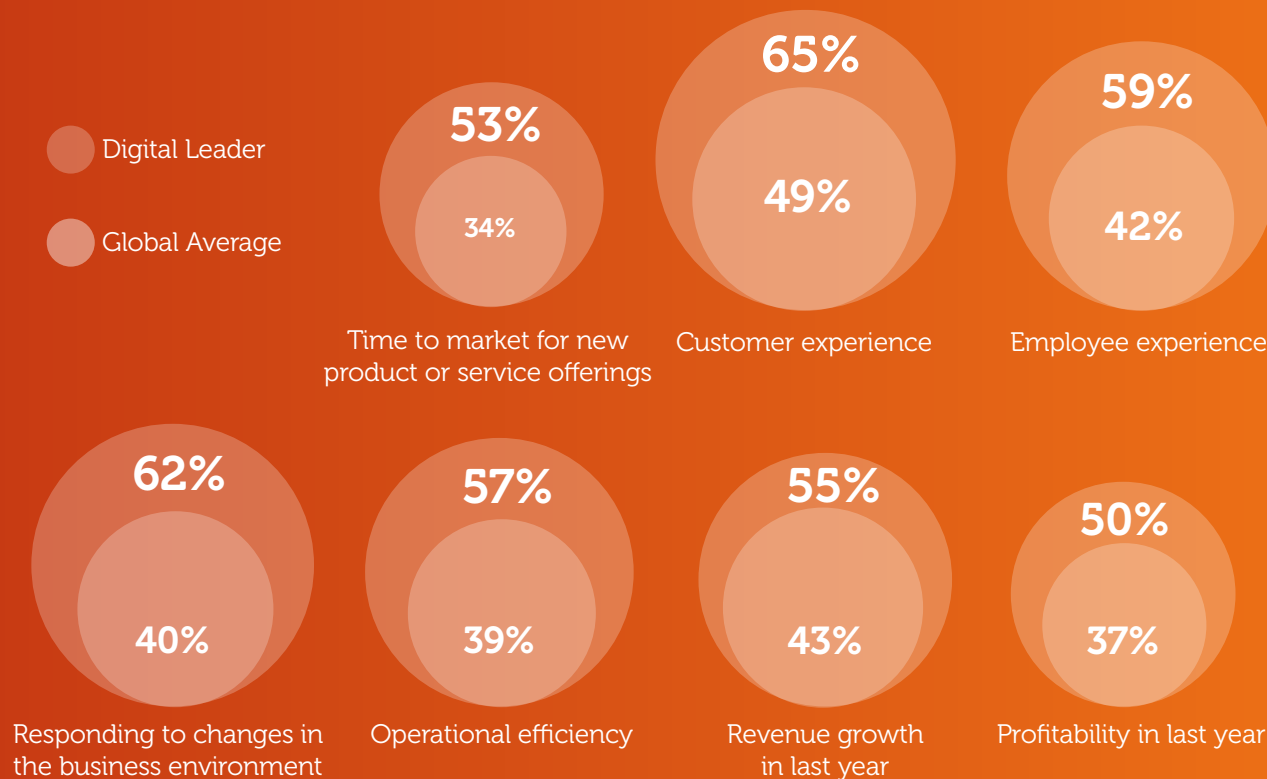 Digital Leader
Global Average
53%
34%
Time to market for new
product or service offerings
65%
49%
Customer experience
59%
42%
Employee experience
62%
40%
Responding to changes in
the business environment
57%
39%
Operational efficiency
55%
43%
Revenue growth
in last year
50%
37%
Profitability in last year